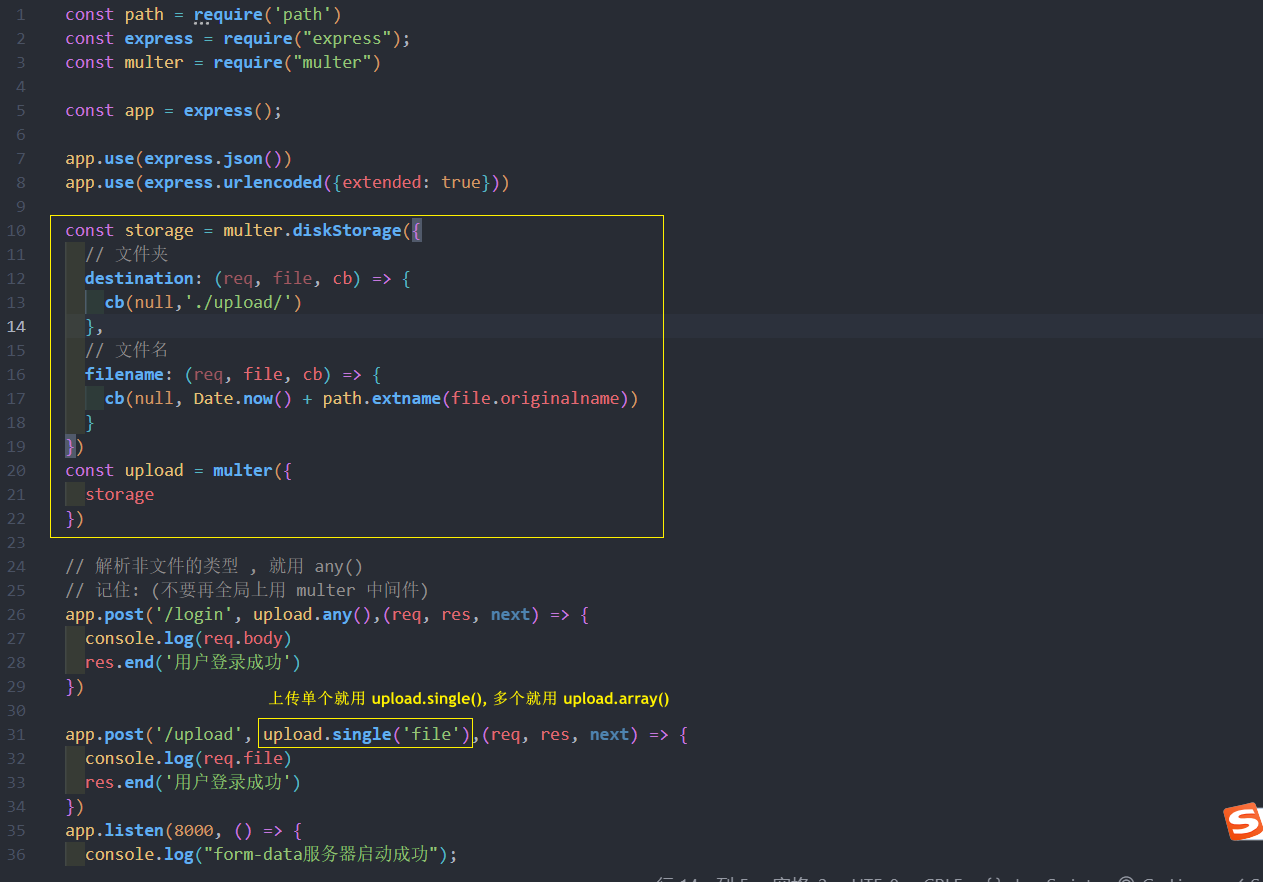 1 const path = require('path')
2 const express = require("express");
3 const multer = require("multer")
4
5 const app = express();
6
7 app.use(express.json())
8 app.use(express.urlencoded({extended: true}))
9
10 const storage = multer.diskStorage({
11 // 文件夹
12 destination: (req, file, cb) => {
13 cb(null,'./upload/')
14 },
15 // 文件名
16 filename: (req, file, cb) => {
17 cb(null, Date.now() + path.extname(file.originalname))
18 }
19 })
20 const upload = multer({
21 storage
22 })
23
24 // 解析非文件的类型 , 就用 any()
25 // 记住: (不要再全局上用 multer 中间件)
26 app.post('/login', upload.any(),(req, res, next) => {
27 console.log(req.body)
28 res.end('用户登录成功')
29 })
上传单个就用 upload.single(), 多个就用 upload.array()
30
31 app.post('/upload', upload.single('file'),(req, res, next) => {
32 console.log(req.file)
33 res.end('用户登录成功')
34 })
35 app.listen(8000, () => {
36 console.log("form-data服务器启动成功");